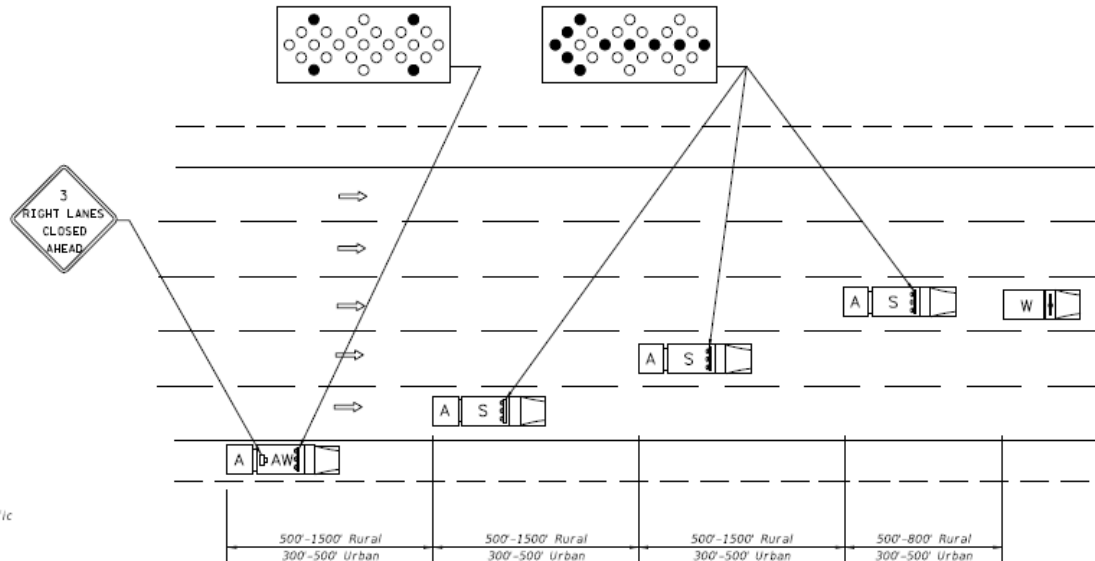 3
RIGHT LANES
CLOSED
AHEAD
A S W
A S
A S
A AW
500'-1500' Rural 500'-1500' Rural 500'-1500' Rural 500'-800' Rural
300'-500' Urban 300'-500' Urban 300'-500' Urban 300'-500' Urban